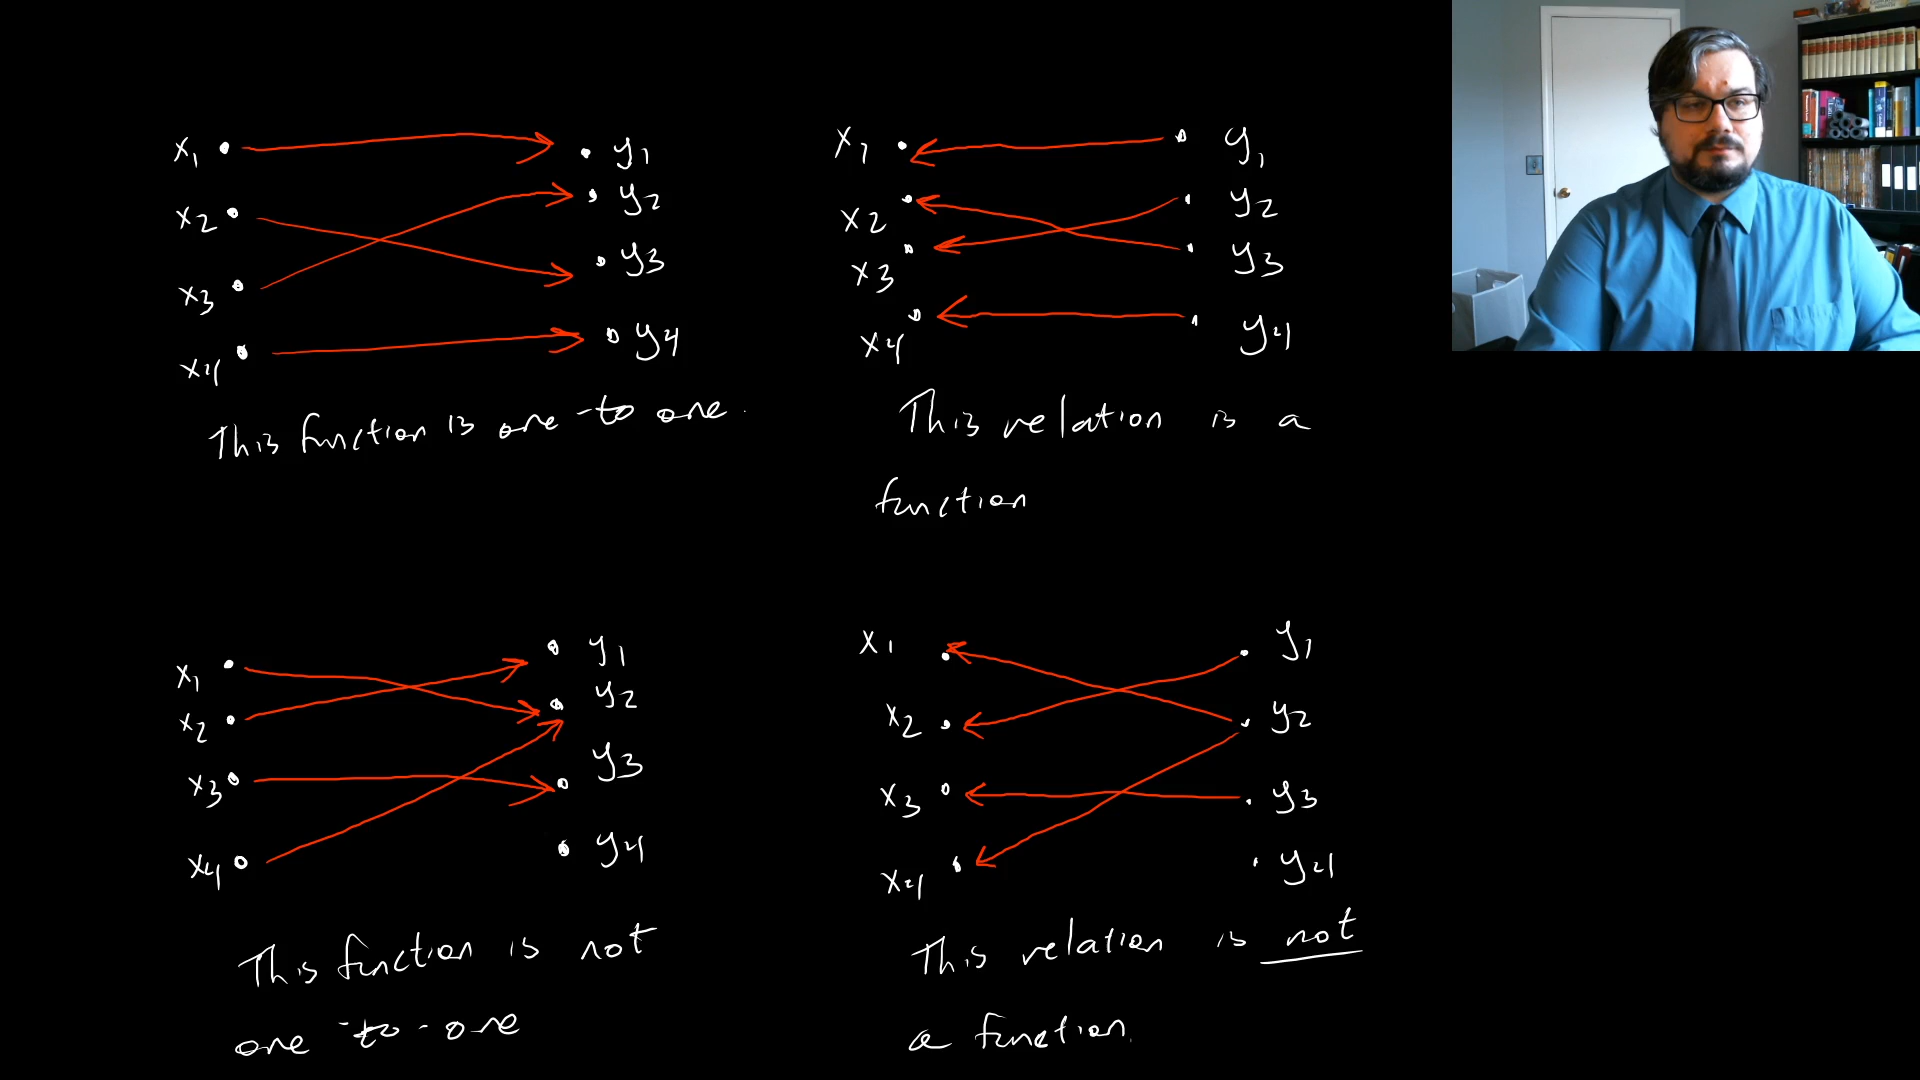 x1 y1
x2 y2
x3 y3
x4 y4
This function is one-to one.
x1 y1
x2 y2
x3 y3
x4 y4
This relation is a
function
x1 y1
x2 y2
x3 y3
x4 y4
This function is not
one-to-one
x1 y1
x2 y2
x3 y3
x4 y4
This relation is not
a function.